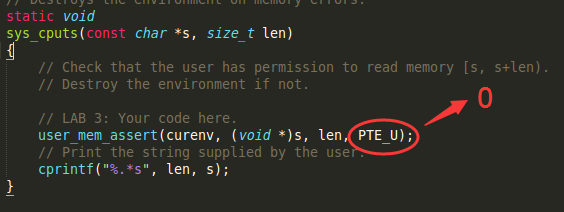 // Destroys the environment on memory errors.
static void
sys_cputs(const char *s, size_t len)
{
// Check that the user has permission to read memory [s, s+len).
// Destroy the environment if not.
// LAB 3: Your code here.
user_mem_assert(curenv, (void *)s, len, PTE_U);
0
// Print the string supplied by the user.
cprintf("%.*s", len, s);
}